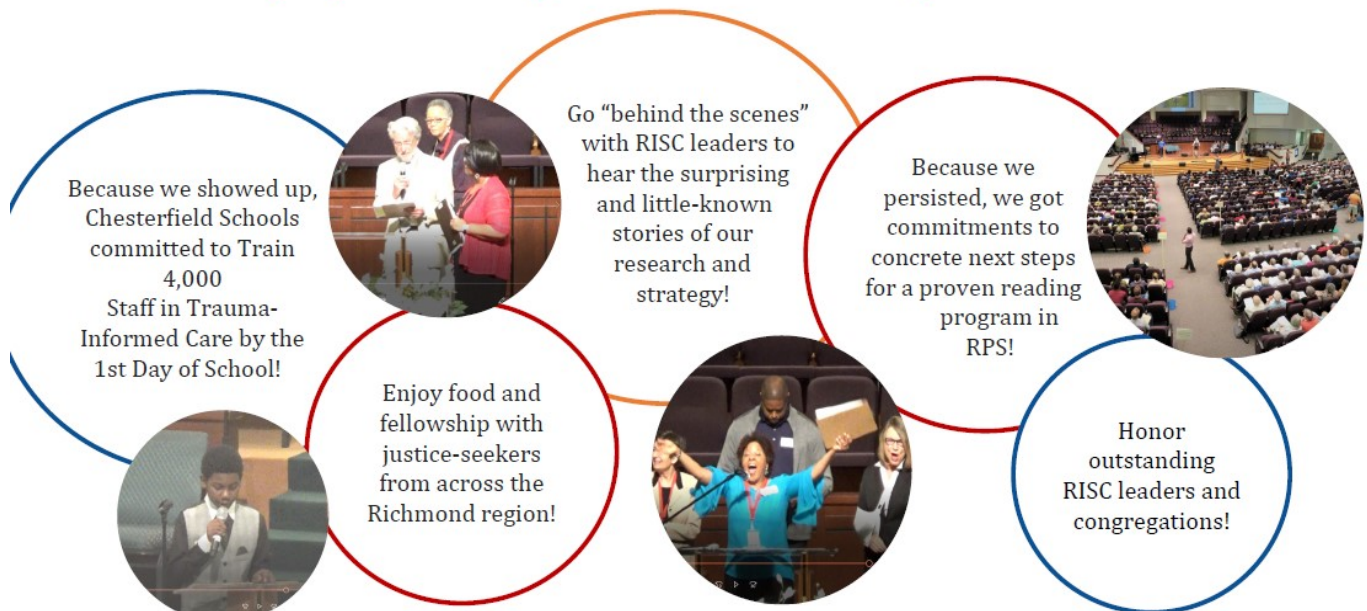 Because we showed up,
Chesterfield Schools
committed to Train
4,000
Staff in Trauma-
Informed Care by the
1st Day of School!
Enjoy food and
fellowship with
justice-seekers
from across the
Richmond region!
Go “behind the scenes”
with RISC leaders to
hear the surprising
and little-known
stories of our
research and
strategy!
Because we
persisted, we got
commitments to
concrete next steps
for a proven reading
program in
RPS!
Honor
outstanding
RISC leaders and
congregations!